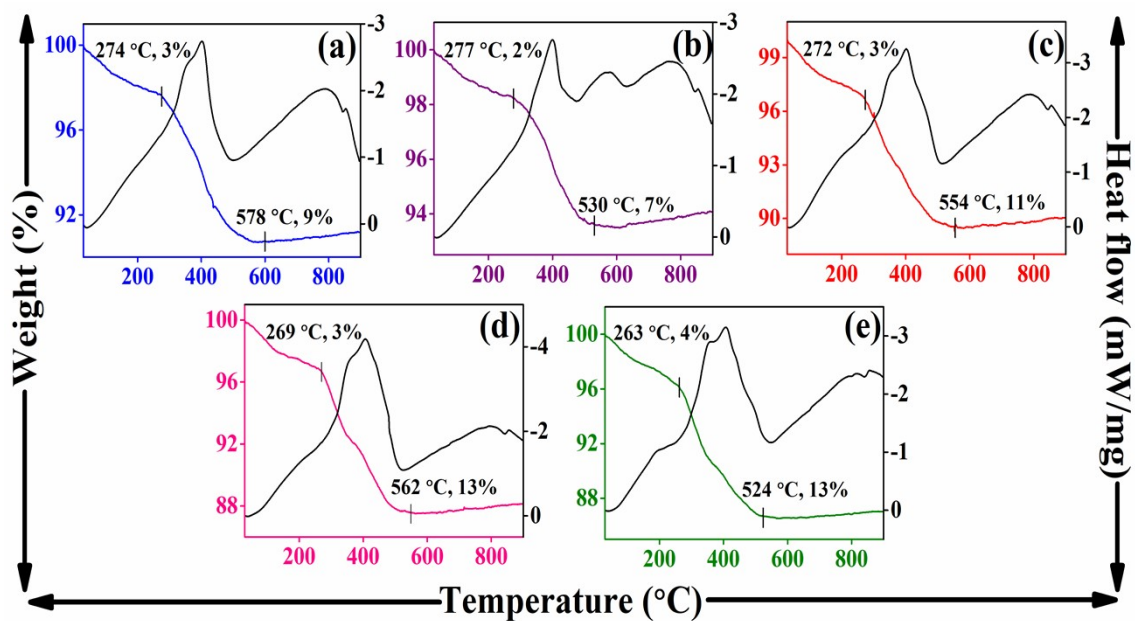 Weight (%)
Heat flow (mW/mg)
Temperature (°C)
(a)
274 °C, 3%
578 °C, 9%
100
96
92
200 400 600 800
-3
-2
-1
0
(b)
277 °C, 2%
530 °C, 7%
100
98
96
94
200 400 600 800
-3
-2
-1
0
(c)
272 °C, 3%
554 °C, 11%
99
96
93
90
200 400 600 800
-3
-2
-1
0
(d)
269 °C, 3%
562 °C, 13%
100
96
92
88
200 400 600 800
-4
-2
0
(e)
263 °C, 4%
524 °C, 13%
100
96
92
88
200 400 600 800
-3
-2
-1
0